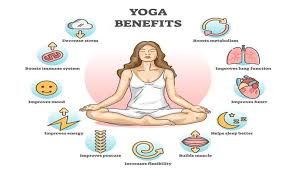 YOGA
BENEFITS
Decrease stress
Boosts metabolism
Boosts immune system
Improves lung function
Improves mood
Improves heart
Improves energy
Helps sleep better
Improves posture
Builds muscle
Increases flexibility